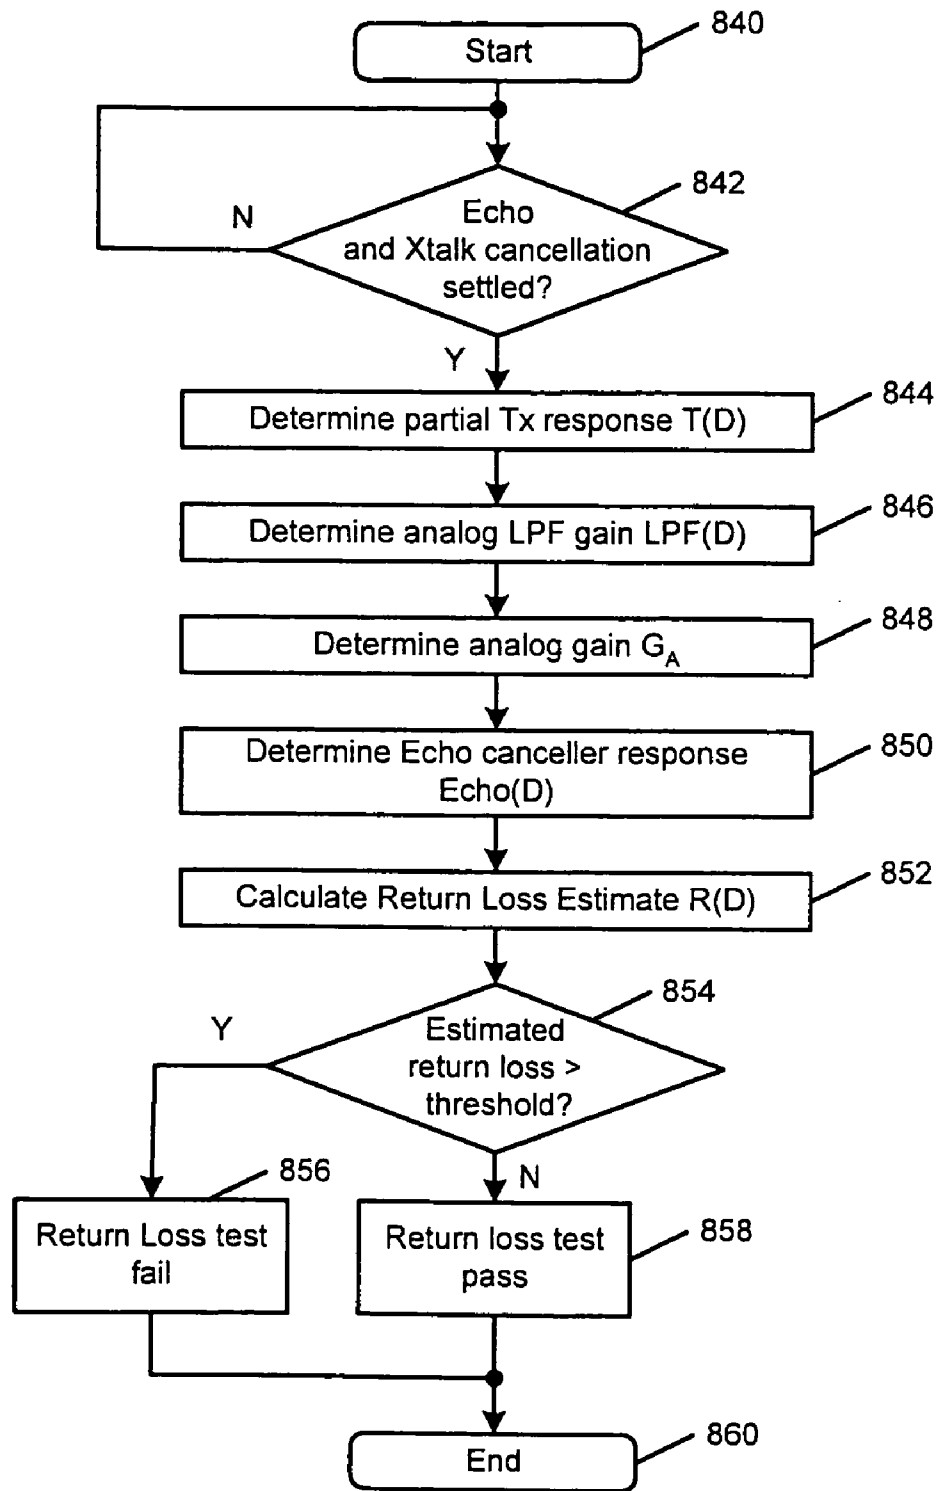 Start
840
842
Echo
and Xtalk cancellation
settled?
N
Y
844
Determine partial Tx response T(D)
846
Determine analog LPF gain LPF(D)
848
Determine analog gain G_A
850
Determine Echo canceller response
Echo(D)
852
Calculate Return Loss Estimate R(D)
854
Y
Estimated
return loss >
threshold?
856
N
Return Loss test
fail
858
Return loss test
pass
860
End